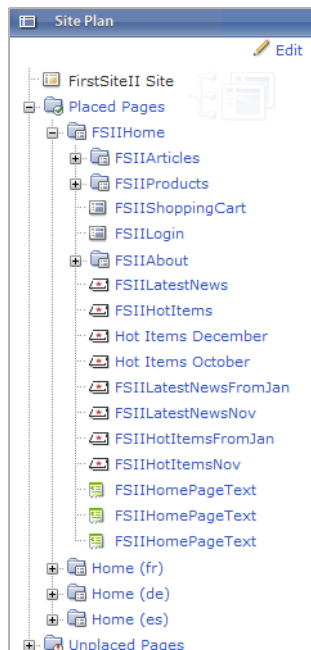 Site Plan
Edit
FirstSiteII Site
Placed Pages
FSIIHome
FSIIArticles
FSIIProducts
FSIIShoppingCart
FSIILogin
FSIIAbout
FSIILatestNews
FSIIHotItems
Hot Items December
Hot Items October
FSIILatestNewsFromJan
FSIILatestNewsNov
FSIIHotItemsFromJan
FSIIHotItemsNov
FSIIHomePageText
FSIIHomePageText
FSIIHomePageText
Home (fr)
Home (de)
Home (es)
Unplaced Pages